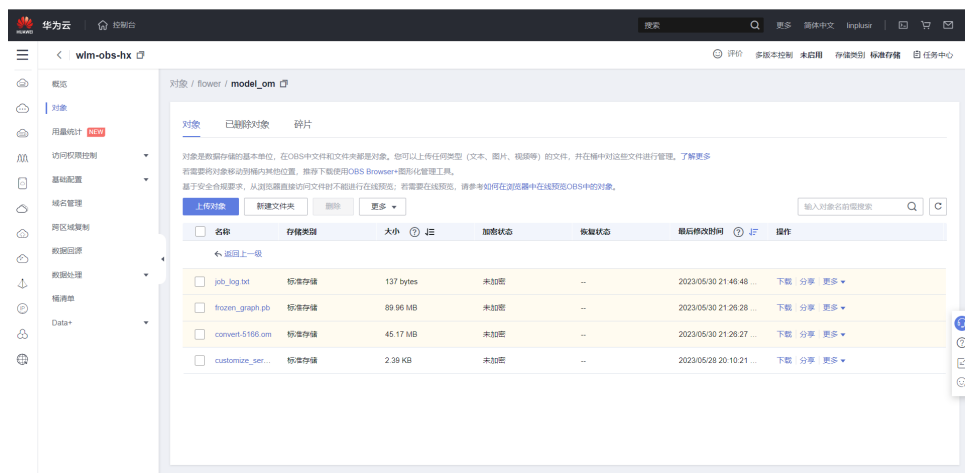 HUAWEI 华为云 控制台 搜索 更多 简体中文 linplusir
wlm-obs-hx 评价 多版本控制 未启用 存储类别 标准存储 任务中心
概览
对象
用量统计 NEW
访问权限控制
基础配置
域名管理
跨区域复制
数据回源
数据处理
桶清单
Data+
对象 / flower / model_om
对象 已删除对象 碎片
对象是数据存储的基本单位，在OBS中文件和文件夹都是对象。您可以上传任何类型（文本、图片、视频等）的文件，并在桶中对这些文件进行管理。了解更多
若需要将对象移动到桶内其他位置，推荐下载使用OBS Browser+图形化管理工具。
基于安全合规要求，从浏览器直接访问文件时不能进行在线预览；若需要在线预览，请参考如何在浏览器中在线预览OBS中的对象。
上传对象 新建文件夹 删除 更多 输入对象名前缀搜索
名称 存储类别 大小 加密状态 恢复状态 最后修改时间 操作
返回上一级
job_log.txt 标准存储 137 bytes 未加密 -- 2023/05/30 21:46:48 ... 下载 分享 更多
frozen_graph.pb 标准存储 89.96 MB 未加密 -- 2023/05/30 21:26:28 ... 下载 分享 更多
convert-5166.om 标准存储 45.17 MB 未加密 -- 2023/05/30 21:26:27 ... 下载 分享 更多
customize_ser... 标准存储 2.39 KB 未加密 -- 2023/05/28 20:10:21 ... 下载 分享 更多